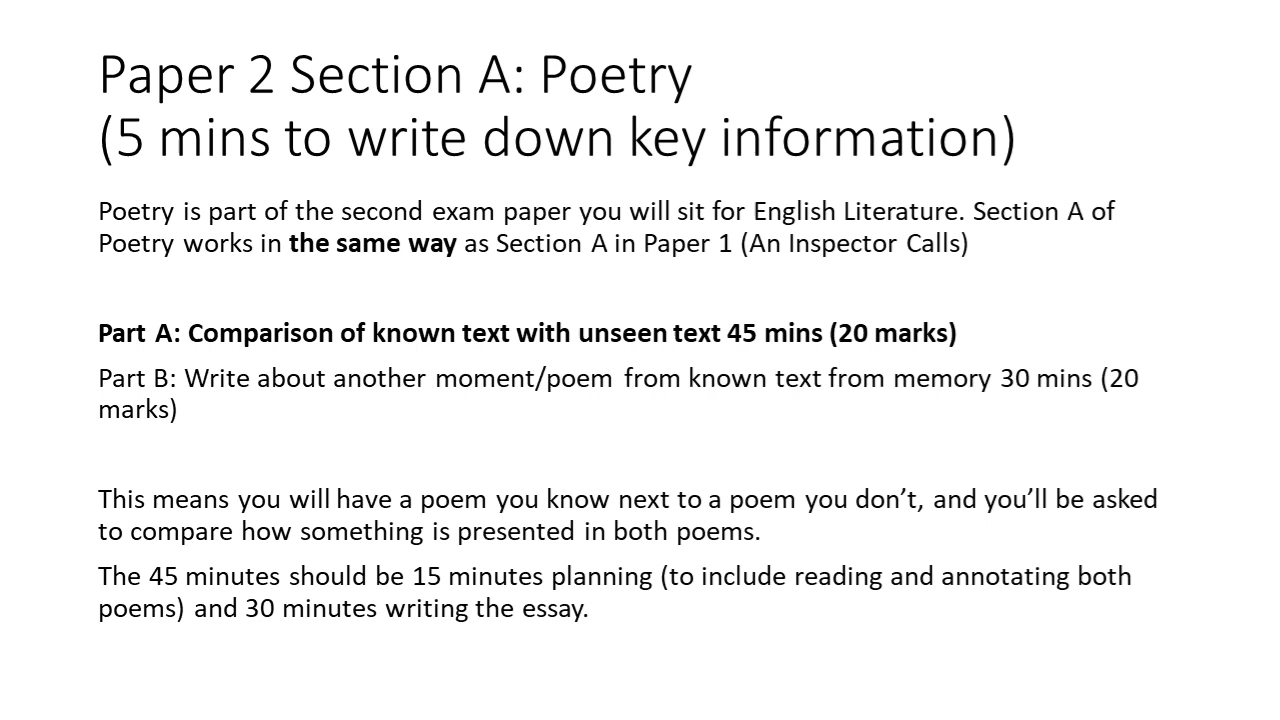 Paper 2 Section A: Poetry
(5 mins to write down key information)
Poetry is part of the second exam paper you will sit for English Literature. Section A of
Poetry works in the same way as Section A in Paper 1 (An Inspector Calls)
Part A: Comparison of known text with unseen text 45 mins (20 marks)
Part B: Write about another moment/poem from known text from memory 30 mins (20
marks)
This means you will have a poem you know next to a poem you don’t, and you’ll be asked
to compare how something is presented in both poems.
The 45 minutes should be 15 minutes planning (to include reading and annotating both
poems) and 30 minutes writing the essay.